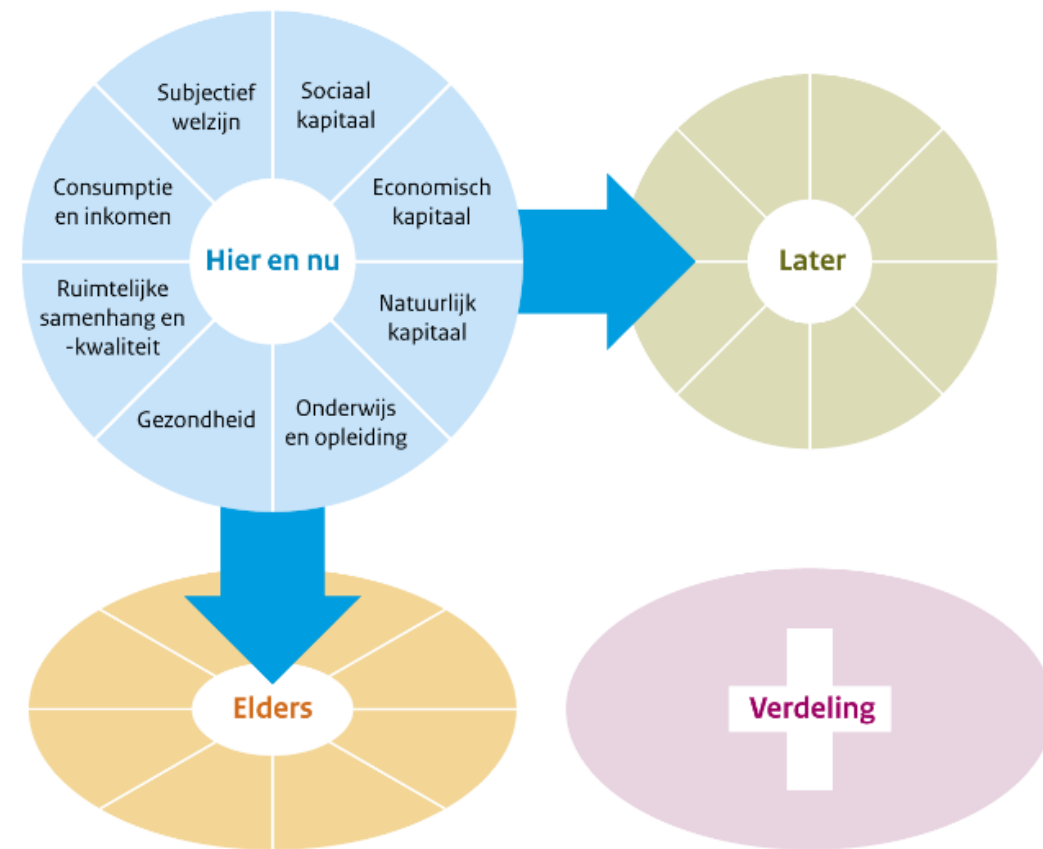 Subjectief
welzijn
Sociaal
kapitaal
Consumptie
en inkomen
Economisch
kapitaal
Hier en nu
Later
Ruimtelijke
samenhang en
-kwaliteit
Natuurlijk
kapitaal
Gezondheid
Onderwijs
en opleiding
Elders
Verdeling